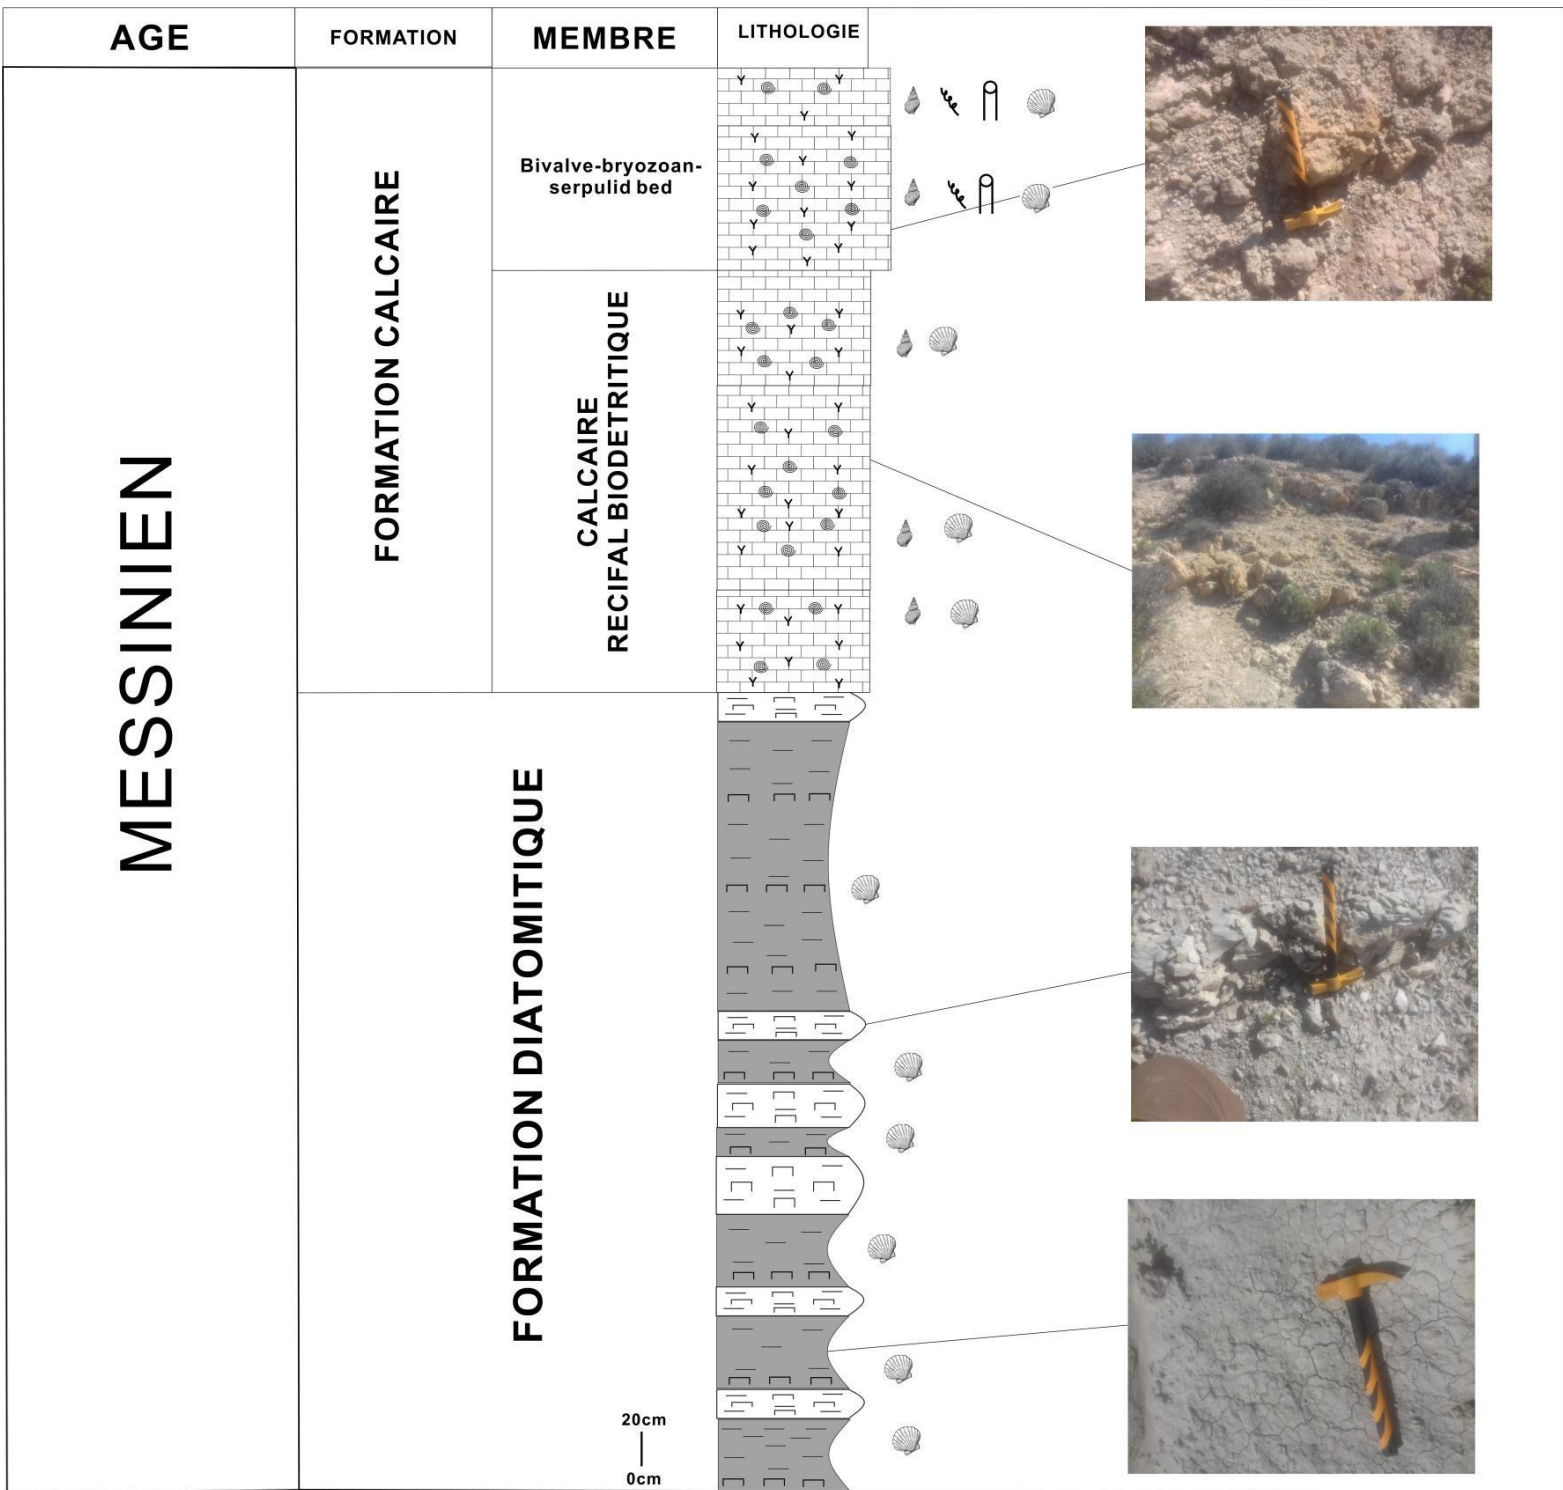 AGE
FORMATION
MEMBRE
LITHOLOGIE
MESSINIEN
FORMATION CALCAIRE
Bivalve-bryozoan-
serpulid bed
CALCAIRE
RECIFAL BIODETRITIQUE
FORMATION DIATOMITIQUE
20cm
0cm